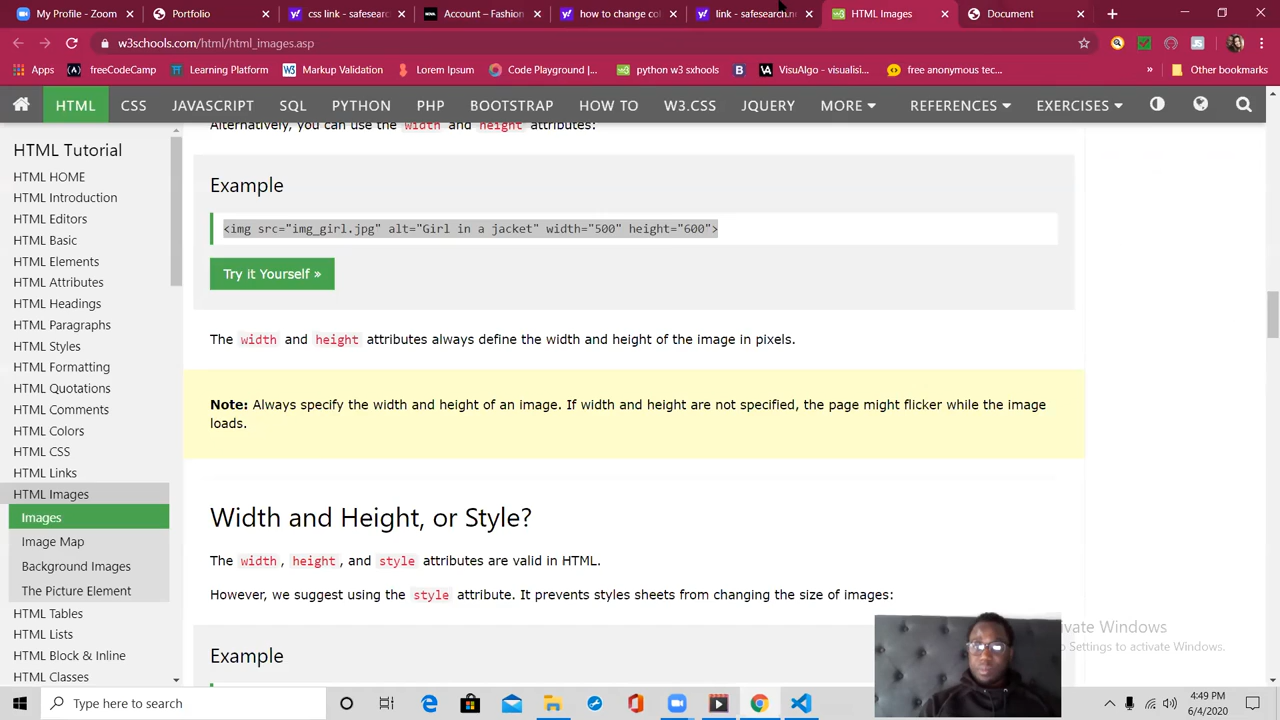 My Profile - Zoom
Portfolio
css link - safesearch
Account - Fashion
how to change co
link - safesearch.n
HTML Images
Document
w3schools.com/html/html_images.asp
Apps
freeCodeCamp
Learning Platform
Markup Validation
Lorem Ipsum
Code Playground |...
python w3 sxhools
VisuAlgo - visualisi...
free anonymous tec...
»
Other bookmarks
HTML CSS JAVASCRIPT SQL PYTHON PHP BOOTSTRAP HOW TO W3.CSS JQUERY MORE REFERENCES EXERCISES
HTML Tutorial
HTML HOME
HTML Introduction
HTML Editors
HTML Basic
HTML Elements
HTML Attributes
HTML Headings
HTML Paragraphs
HTML Styles
HTML Formatting
HTML Quotations
HTML Comments
HTML Colors
HTML CSS
HTML Links
HTML Images
Images
Image Map
Background Images
The Picture Element
HTML Tables
HTML Lists
HTML Block & Inline
HTML Classes
Alternatively, you can use the width and height attributes:
Example
<img src="img_girl.jpg" alt="Girl in a jacket" width="500" height="600">
Try it Yourself »
The width and height attributes always define the width and height of the image in pixels.
Note: Always specify the width and height of an image. If width and height are not specified, the page might flicker while the image
loads.
Width and Height, or Style?
The width, height, and style attributes are valid in HTML.
However, we suggest using the style attribute. It prevents styles sheets from changing the size of images:
Example
vate Windows
Settings to activate Windows.
Type here to search
4:49 PM
6/4/2020